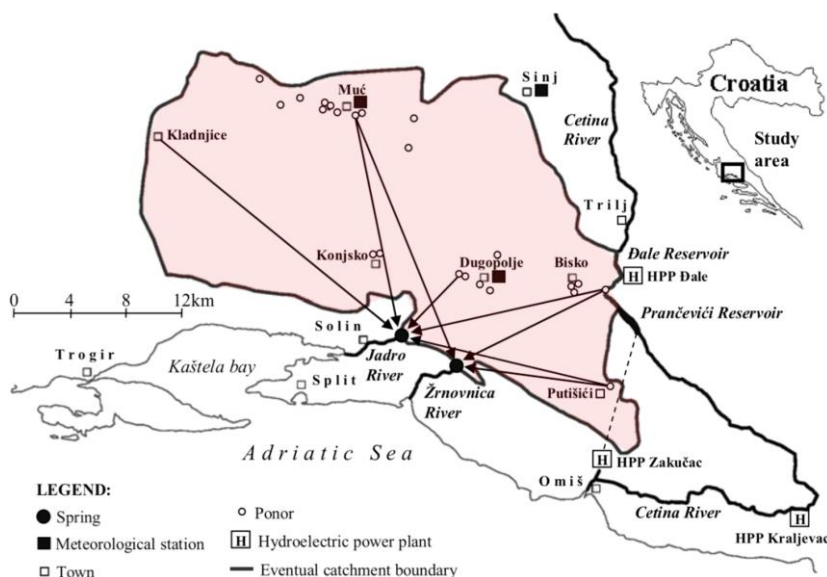 Croatia
Study
area
Sinj
Cetina
River
Muć
Kladnjice
Trilj
Konjsko
Dugopolje
Bisko
Đale Reservoir
HPP Đale
H
Prančevići Reservoir
0 4 8 12km
Solin
Trogir
Kaštela bay
Jadro
River
Split
Žrnovnica
River
Putišići
Adriatic Sea
H
HPP Zakučac
Omiš
Cetina River
H
HPP Kraljevac
LEGEND:
Spring
Meteorological station
Town
Ponor
H
Hydroelectric power plant
Eventual catchment boundary